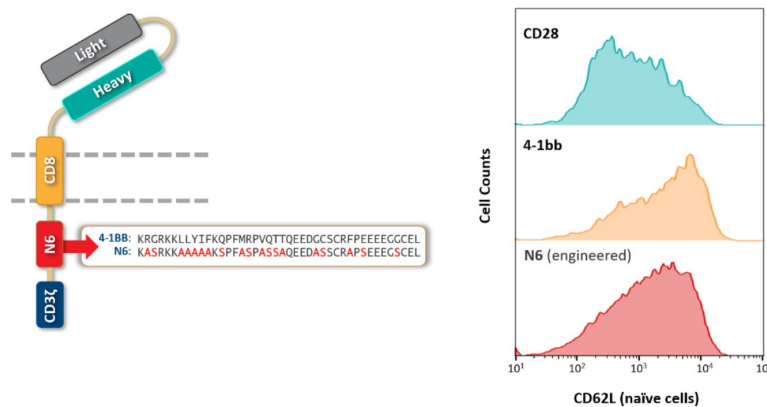 Light
Heavy
CD8
N6
CD3ζ
4-1BB: KRGRKKLLYIFKQPFMRPVQTTQEEDGCSCRFPEEEEGGCEL
N6: KASRKKAAAAAKSPFASPASSAQEEDASSCRAPSEEEGSCEL
CD28
4-1bb
N6 (engineered)
Cell Counts
10¹ 10² 10³ 10⁴ 10
CD62L (naïve cells)